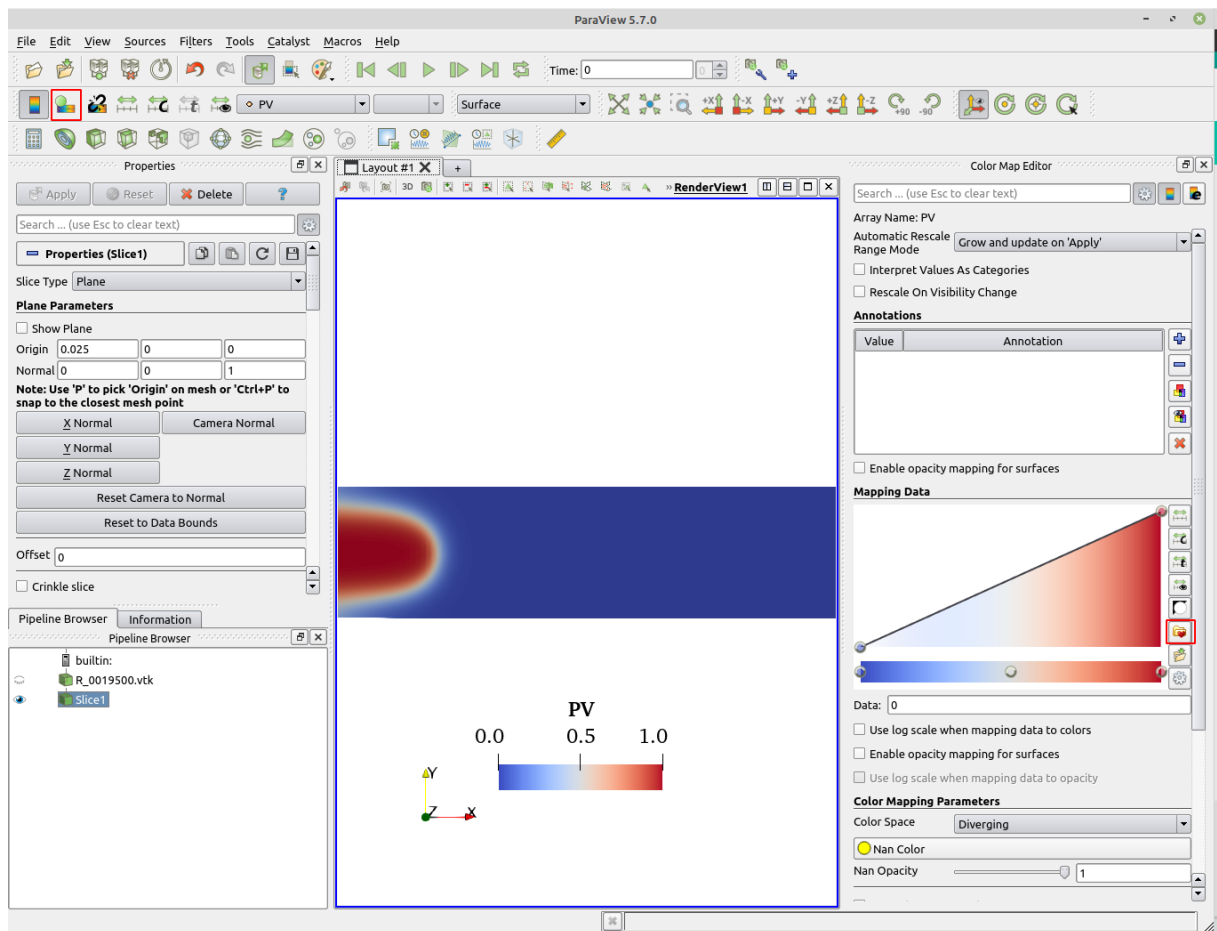 ParaView 5.7.0
File Edit View Sources Filters Tools Catalyst Macros Help
Time: 0 0
+90 -90
PV Surface
+X -X +Y -Y +Z -Z
Properties
Apply Reset Delete ?
Search ... (use Esc to clear text)
Properties (Slice1)
Slice Type Plane
Plane Parameters
Show Plane
Origin 0.025 0 0
Normal 0 0 1
Note: Use 'P' to pick 'Origin' on mesh or 'Ctrl+P' to
snap to the closest mesh point
X Normal Camera Normal
Y Normal
Z Normal
Reset Camera to Normal
Reset to Data Bounds
Offset 0
Crinkle slice
Pipeline Browser Information
Pipeline Browser
builtin:
R_0019500.vtk
Slice1
Layout #1 X +
3D » RenderView1
PV
0.0 0.5 1.0
Y
Z X
Color Map Editor
Search ... (use Esc to clear text)
Array Name: PV
Automatic Rescale
Range Mode
Grow and update on 'Apply'
Interpret Values As Categories
Rescale On Visibility Change
Annotations
Value Annotation
Enable opacity mapping for surfaces
Mapping Data
Data: 0
Use log scale when mapping data to colors
Enable opacity mapping for surfaces
Use log scale when mapping data to opacity
Color Mapping Parameters
Color Space Diverging
Nan Color
Nan Opacity 1